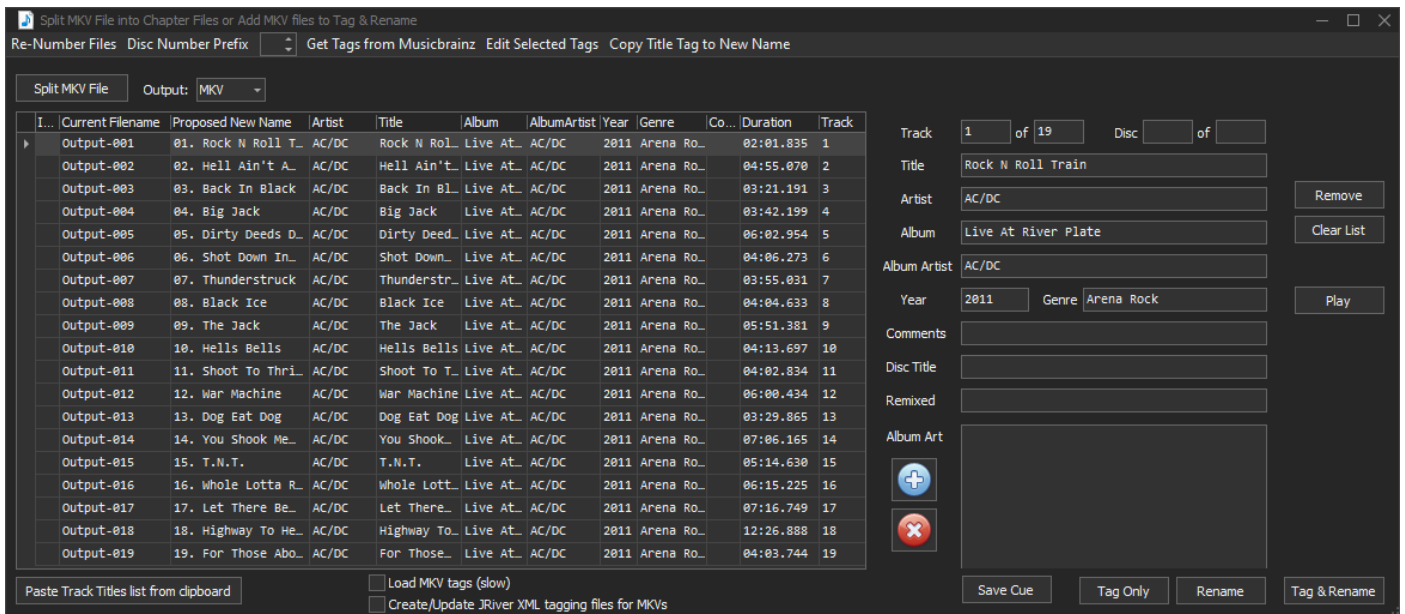 Split MKV File into Chapter Files or Add MKV files to Tag & Rename
Re-Number Files Disc Number Prefix Get Tags from Musicbrainz Edit Selected Tags Copy Title Tag to New Name
Split MKV File Output: MKV
I... Current Filename Proposed New Name Artist Title Album AlbumArtist Year Genre Co... Duration Track
Output-001 01. Rock N Roll T… AC/DC Rock N Rol… Live At… AC/DC 2011 Arena Ro… 02:01.835 1
Output-002 02. Hell Ain't A… AC/DC Hell Ain't… Live At… AC/DC 2011 Arena Ro… 04:55.070 2
Output-003 03. Back In Black AC/DC Back In Bl… Live At… AC/DC 2011 Arena Ro… 03:21.191 3
Output-004 04. Big Jack AC/DC Big Jack Live At… AC/DC 2011 Arena Ro… 03:42.199 4
Output-005 05. Dirty Deeds D… AC/DC Dirty Deed… Live At… AC/DC 2011 Arena Ro… 06:02.954 5
Output-006 06. Shot Down In… AC/DC Shot Down… Live At… AC/DC 2011 Arena Ro… 04:06.273 6
Output-007 07. Thunderstruck AC/DC Thunderstr… Live At… AC/DC 2011 Arena Ro… 03:55.031 7
Output-008 08. Black Ice AC/DC Black Ice Live At… AC/DC 2011 Arena Ro… 04:04.633 8
Output-009 09. The Jack AC/DC The Jack Live At… AC/DC 2011 Arena Ro… 05:51.381 9
Output-010 10. Hells Bells AC/DC Hells Bells Live At… AC/DC 2011 Arena Ro… 04:13.697 10
Output-011 11. Shoot To Thri… AC/DC Shoot To T… Live At… AC/DC 2011 Arena Ro… 04:02.834 11
Output-012 12. War Machine AC/DC War Machine Live At… AC/DC 2011 Arena Ro… 06:00.434 12
Output-013 13. Dog Eat Dog AC/DC Dog Eat Dog Live At… AC/DC 2011 Arena Ro… 03:29.865 13
Output-014 14. You Shook Me… AC/DC You Shook… Live At… AC/DC 2011 Arena Ro… 07:06.165 14
Output-015 15. T.N.T. AC/DC T.N.T. Live At… AC/DC 2011 Arena Ro… 05:14.630 15
Output-016 16. Whole Lotta R… AC/DC Whole Lott… Live At… AC/DC 2011 Arena Ro… 06:15.225 16
Output-017 17. Let There Be… AC/DC Let There… Live At… AC/DC 2011 Arena Ro… 07:16.749 17
Output-018 18. Highway To He… AC/DC Highway To… Live At… AC/DC 2011 Arena Ro… 12:26.888 18
Output-019 19. For Those Abo… AC/DC For Those… Live At… AC/DC 2011 Arena Ro… 04:03.744 19
Track 1 of 19 Disc of
Title Rock N Roll Train
Artist AC/DC
Album Live At River Plate
Album Artist AC/DC
Year 2011 Genre Arena Rock
Comments
Disc Title
Remixed
Album Art
Remove
Clear List
Play
Paste Track Titles list from clipboard
Load MKV tags (slow)
Create/Update JRiver XML tagging files for MKVs
Save Cue Tag Only Rename Tag & Rename